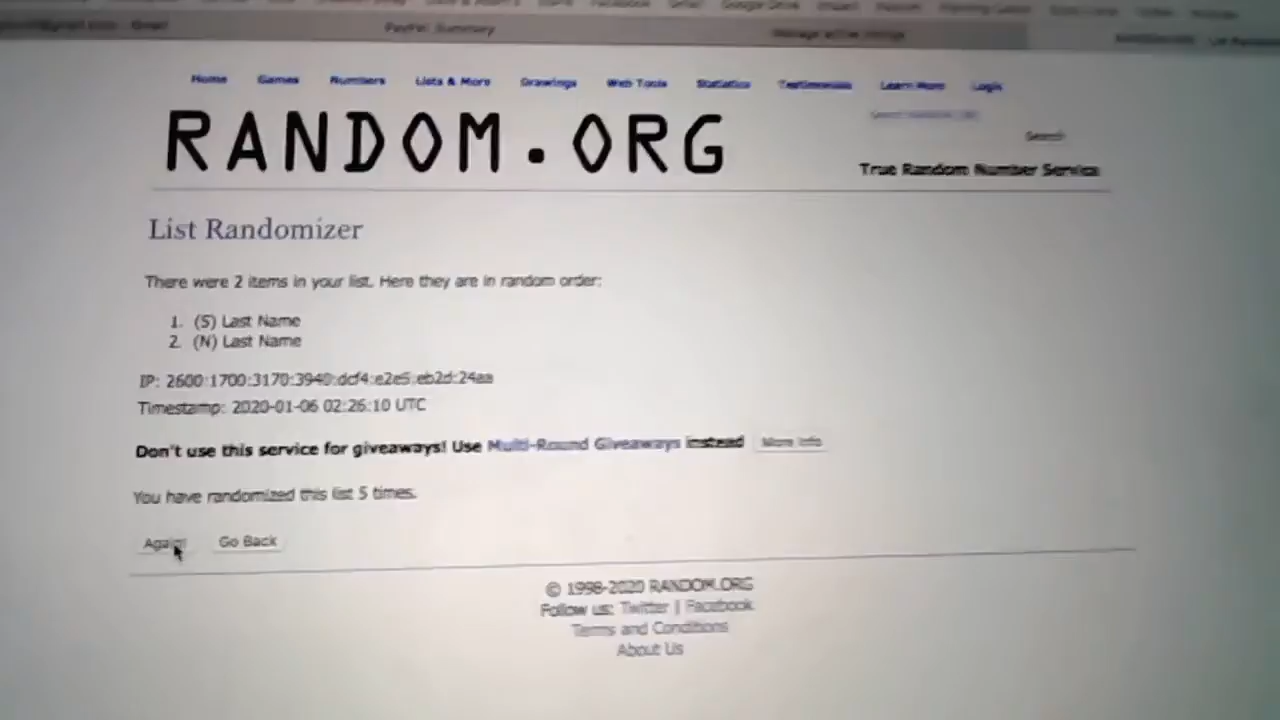 PayPal: Summary
Home Games Numbers Lists & More Drawings Web Tools Statistics Testimonials Learn More Login
RANDOM.ORG
Search
True Random Number Service
List Randomizer
There were 2 items in your list. Here they are in random order:
1. (S) Last Name
2. (N) Last Name
IP: 2600:1700:3170:3940:dcf4:e2e5:eb2d:24aa
Timestamp: 2020-01-06 02:26:10 UTC
Don't use this service for giveaways! Use Multi-Round Giveaways instead More Info
You have randomized this list 5 times.
Again! Go Back
© 1998-2020 RANDOM.ORG
Follow us: Twitter | Facebook
Terms and Conditions
About Us